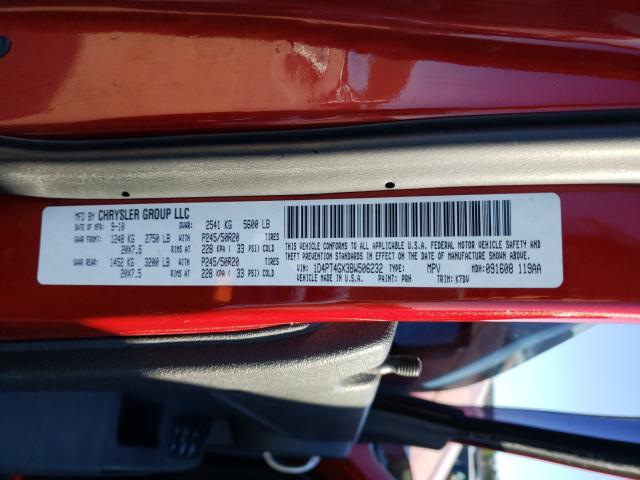 MFD BY CHRYSLER GROUP LLC
DATE OF MFR: 9-10 GVWR: 2541 KG 5600 LB
GAWR FRONT: 1248 KG 2750 LB WITH P245/50R20 TIRES
20X7.5 RIMS AT 228 KPA ( 33 PSI) COLD
GAWR REAR: 1452 KG 3200 LB WITH P245/50R20 TIRES
20X7.5 RIMS AT 228 KPA ( 33 PSI) COLD
THIS VEHICLE CONFORMS TO ALL APPLICABLE U.S.A. FEDERAL MOTOR VEHICLE SAFETY AND
THEFT PREVENTION STANDARDS IN EFFECT ON THE DATE OF MANUFACTURE SHOWN ABOVE.
VIN: 1D4PT4GX3BW506232 TYPE: MPV MDH: 091608 119AA
VEHICLE MADE IN U.S.A. PAINT: PRH TRIM: K7DV